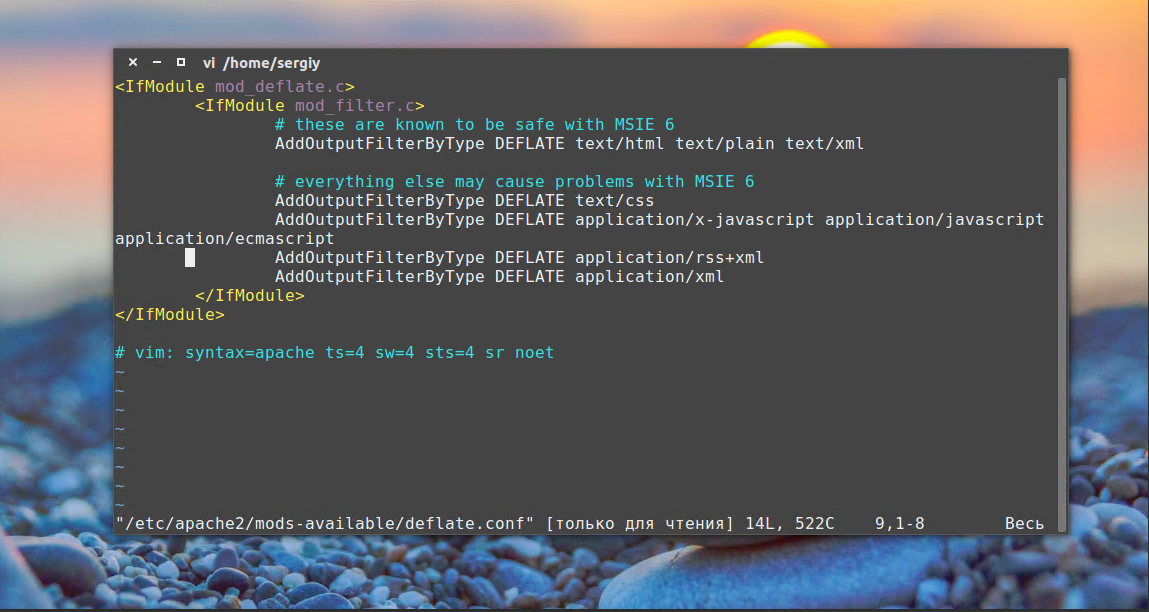 vi /home/sergiy
<IfModule mod_deflate.c>
<IfModule mod_filter.c>
# these are known to be safe with MSIE 6
AddOutputFilterByType DEFLATE text/html text/plain text/xml
# everything else may cause problems with MSIE 6
AddOutputFilterByType DEFLATE text/css
AddOutputFilterByType DEFLATE application/x-javascript application/javascript
application/ecmascript
AddOutputFilterByType DEFLATE application/rss+xml
AddOutputFilterByType DEFLATE application/xml
</IfModule>
</IfModule>
# vim: syntax=apache ts=4 sw=4 sts=4 sr noet
~
~
~
~
~
~
~
~
"/etc/apache2/mods-available/deflate.conf" [только для чтения] 14L, 522C 9,1-8 Весь